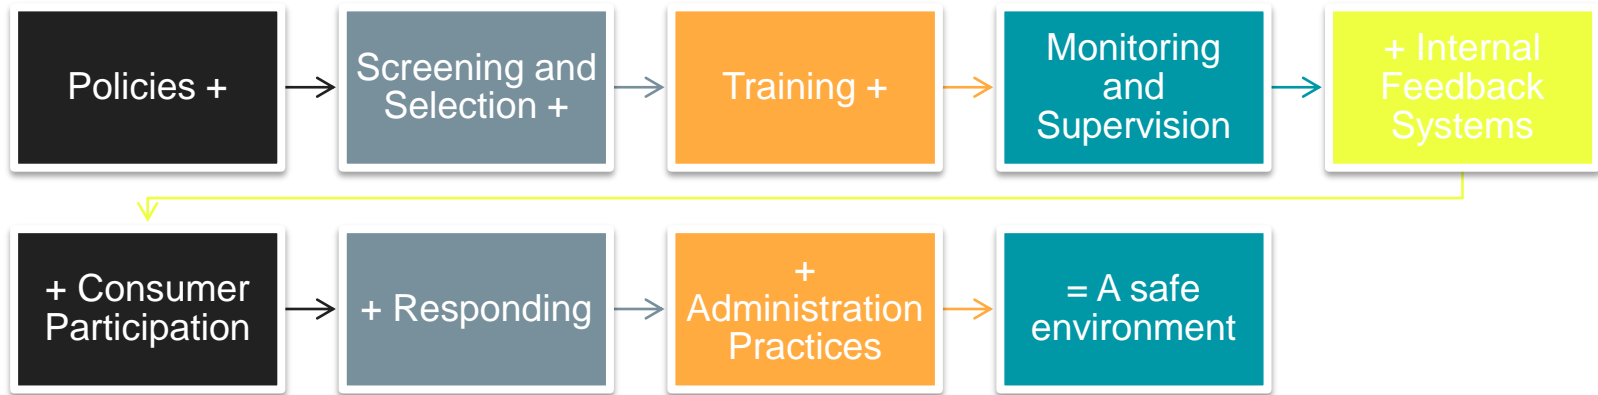 Policies +
Screening and
Selection +
Training +
Monitoring
and
Supervision
+ Internal
Feedback
Systems
+ Consumer
Participation
+ Responding
+
Administration
Practices
= A safe
environment